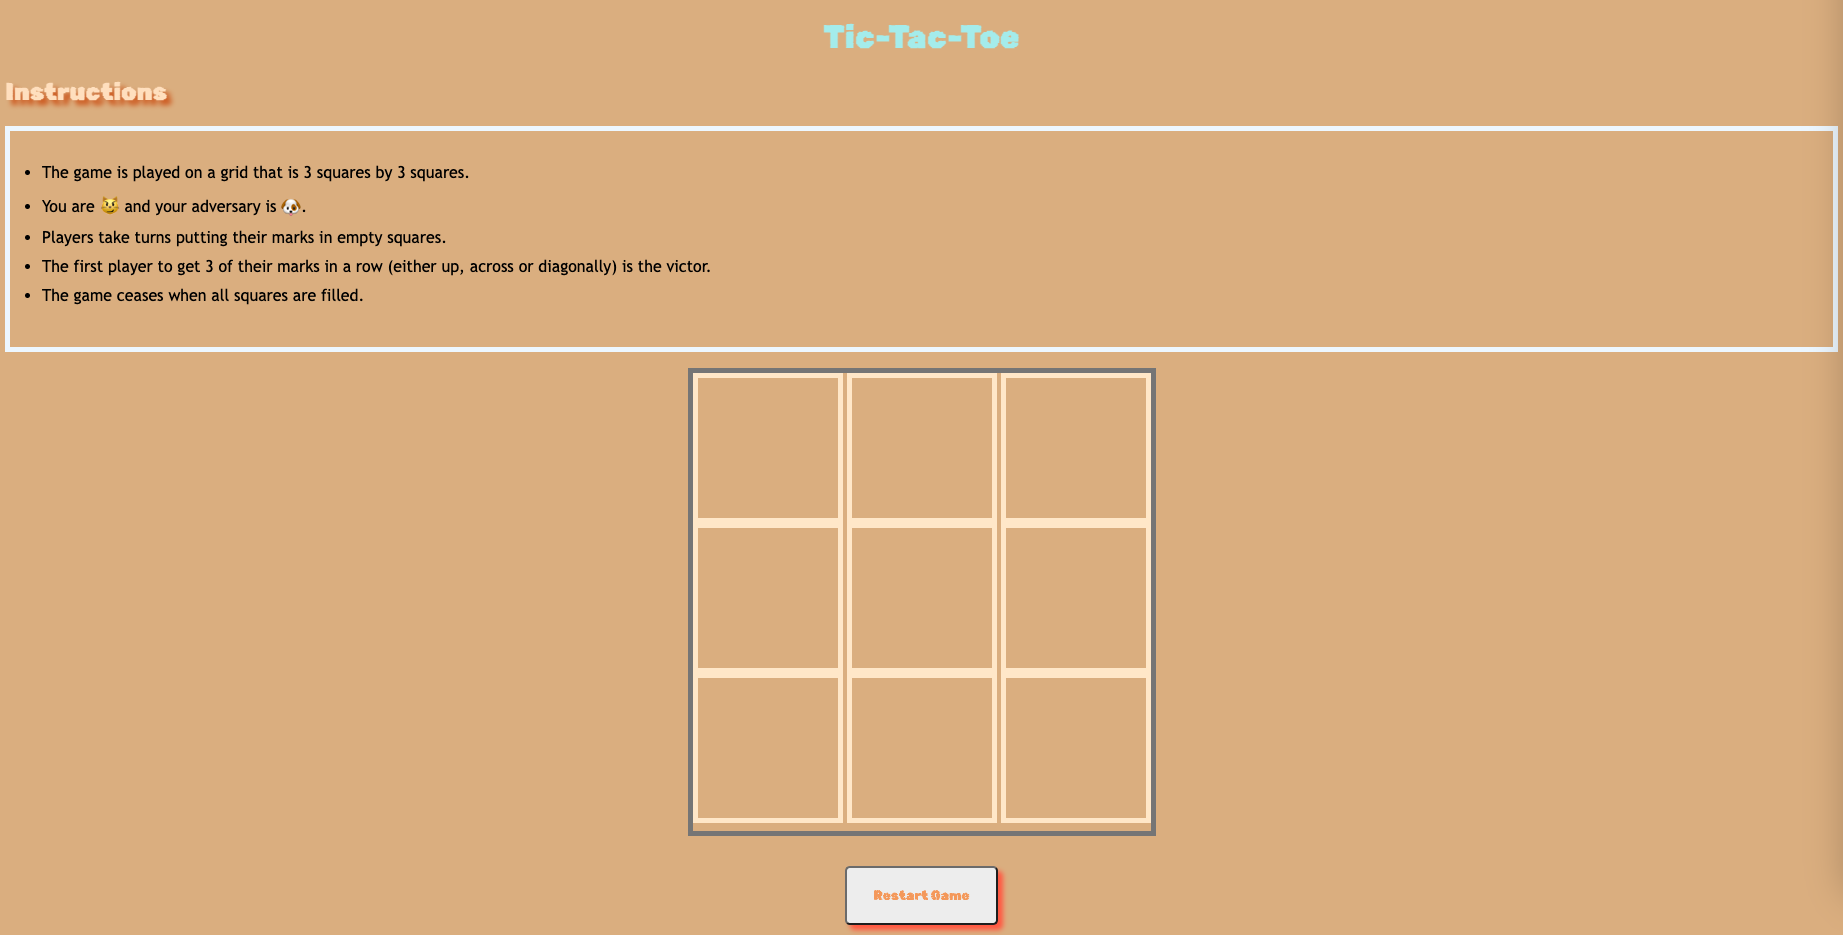 Tic-Tac-Toe
Instructions
• The game is played on a grid that is 3 squares by 3 squares.
• You are 😼 and your adversary is 🐶.
• Players take turns putting their marks in empty squares.
• The first player to get 3 of their marks in a row (either up, across or diagonally) is the victor.
• The game ceases when all squares are filled.
Restart Game